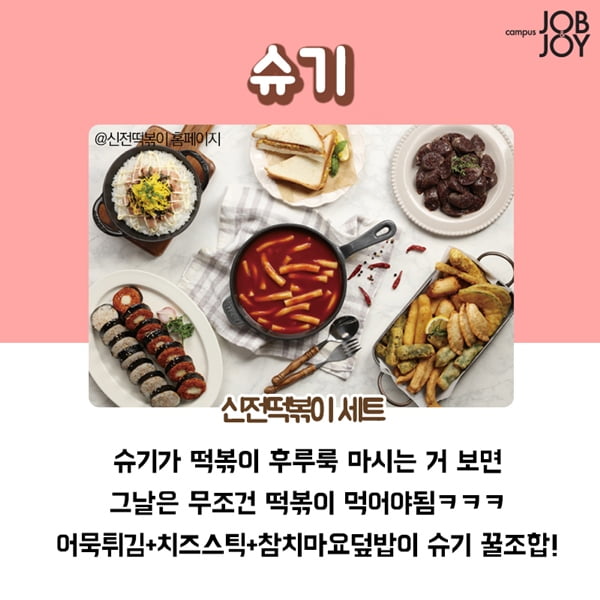 campus JOB &
JOY
슈기
@신전떡볶이 홈페이지
신전떡볶이 세트
슈기가 떡볶이 후루룩 마시는 거 보면
그날은 무조건 떡볶이 먹어야됨ㅋㅋㅋ
어묵튀김+치즈스틱+참치마요덮밥이 슈기 꿀조합!